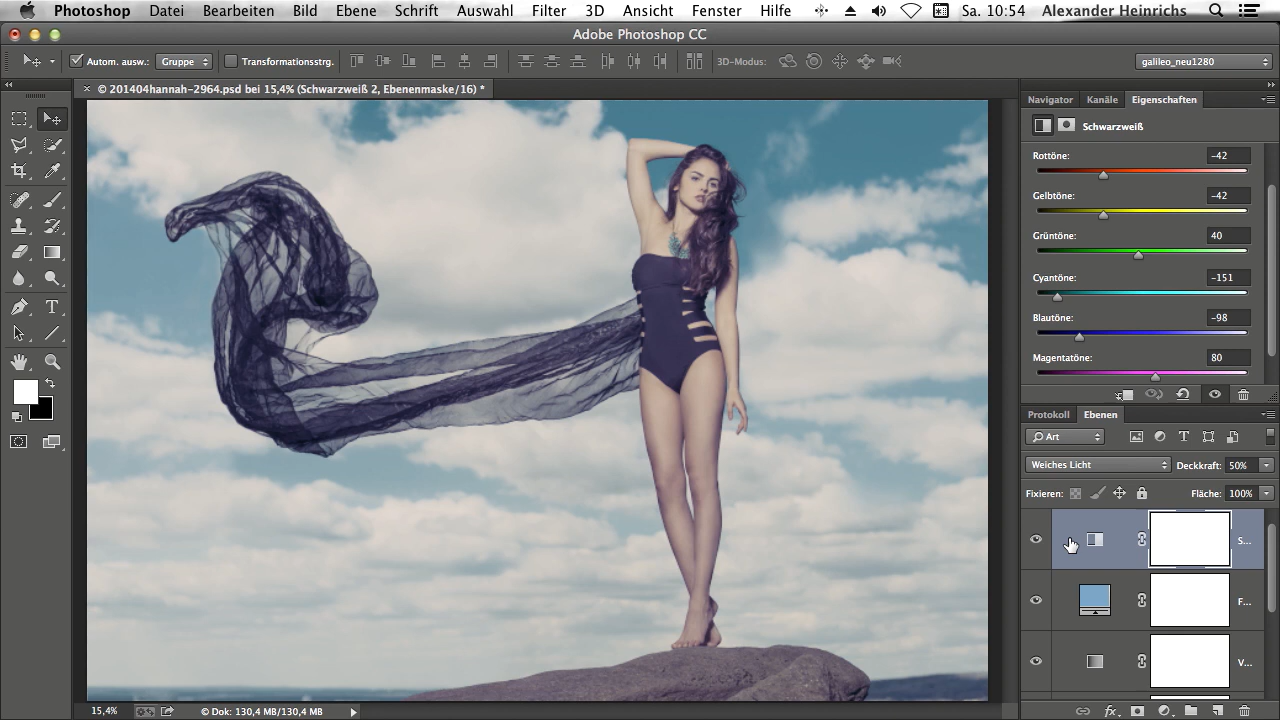 Photoshop Datei Bearbeiten Bild Ebene Schrift Auswahl Filter 3D Ansicht Fenster Hilfe Sa. 10:54 Alexander Heinrichs
Adobe Photoshop CC
Autom. ausw.: Gruppe Transformationsstrg. 3D-Modus: galileo_neu1280
× © 201404hannah-2964.psd bei 15,4% (Schwarzweiß 2, Ebenenmaske/16) *
Navigator Kanäle Eigenschaften
Schwarzweiß
Rottöne: -42
Gelbtöne: -42
Grüntöne: 40
Cyantöne: -151
Blautöne: -98
Magentatöne: 80
Protokoll Ebenen
Art
Weiches Licht Deckkraft: 50%
Fixieren: Fläche: 100%
S...
F...
V...
15,4% © Dok: 130,4 MB/130,4 MB